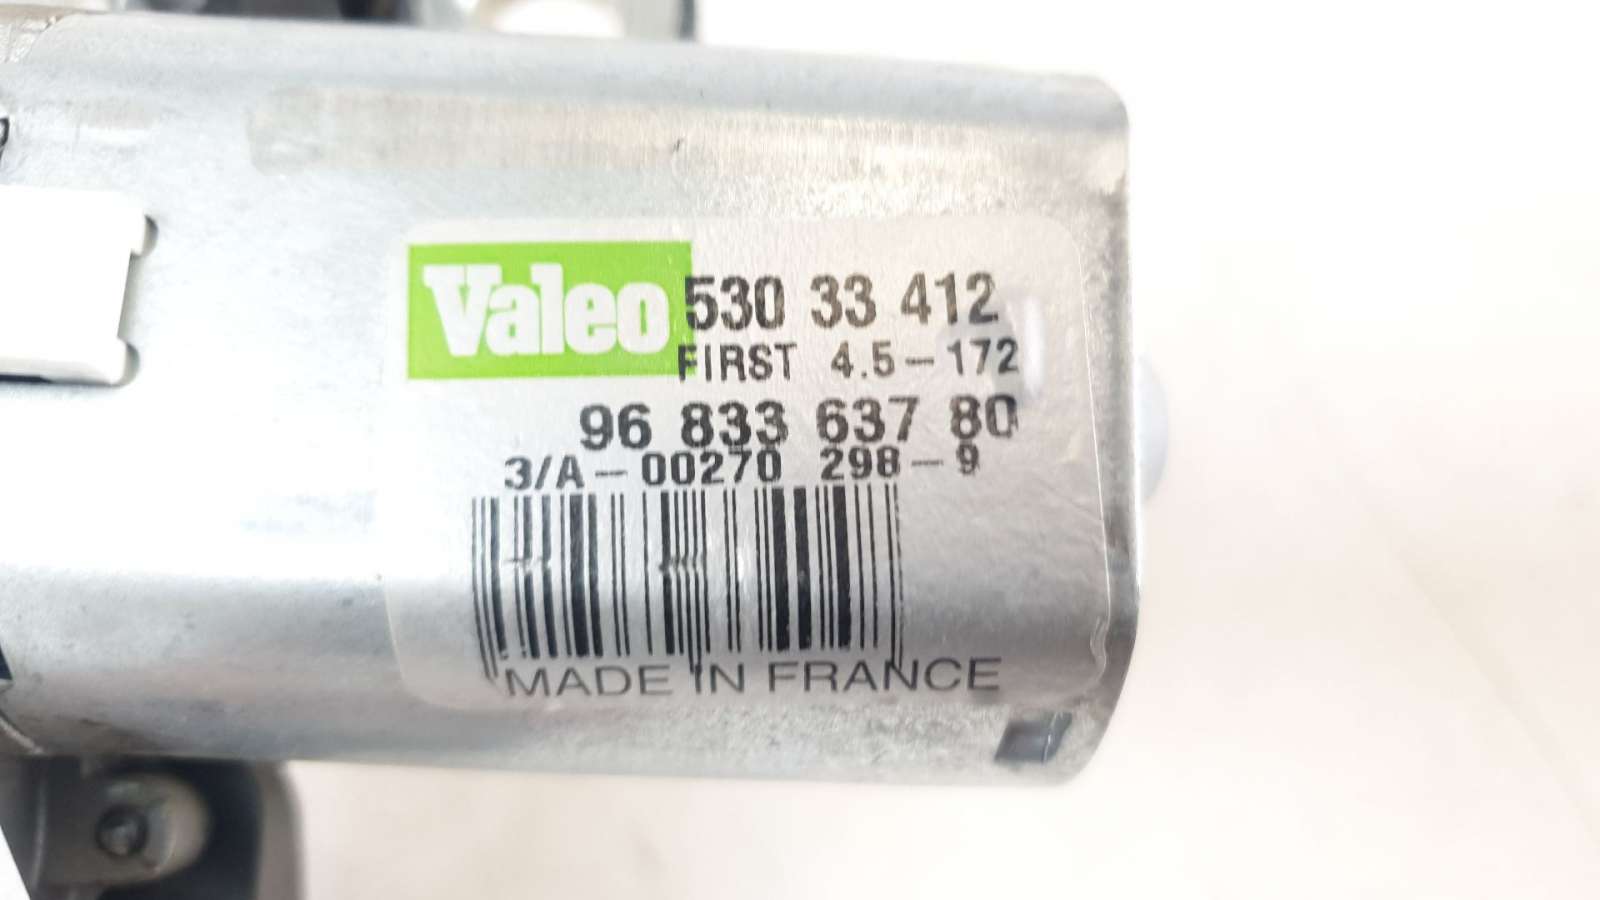 Valeo 530 33 412
FIRST 4.5-172
96 833 637 80
3/A-00270 298-9
MADE IN FRANCE